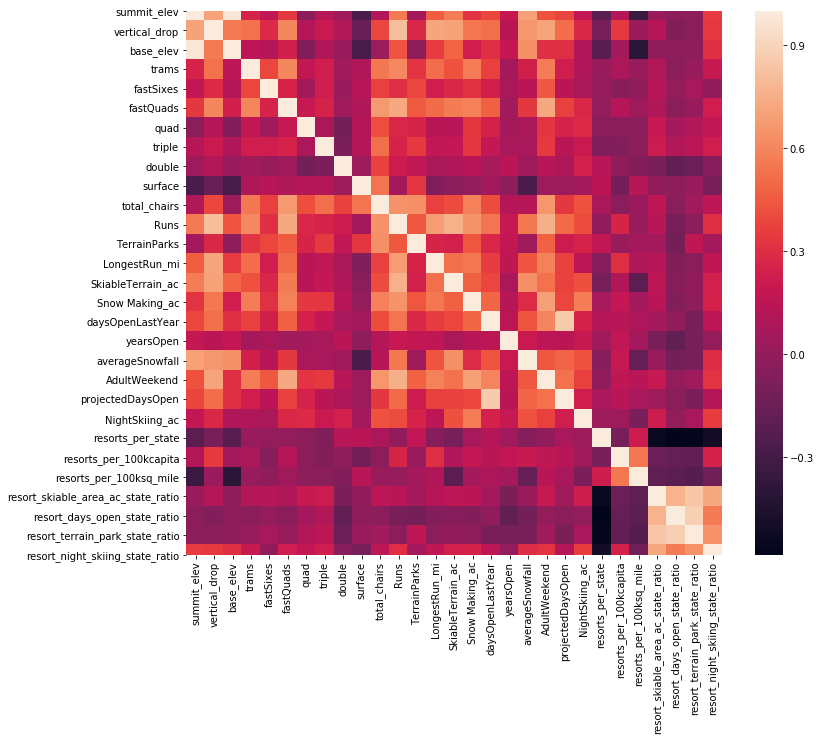 summit_elev
vertical_drop
base_elev
trams
fastSixes
fastQuads
quad
triple
double
surface
total_chairs
Runs
TerrainParks
LongestRun_mi
SkiableTerrain_ac
Snow Making_ac
daysOpenLastYear
yearsOpen
averageSnowfall
AdultWeekend
projectedDaysOpen
NightSkiing_ac
resorts_per_state
resorts_per_100kcapita
resorts_per_100ksq_mile
resort_skiable_area_ac_state_ratio
resort_days_open_state_ratio
resort_terrain_park_state_ratio
resort_night_skiing_state_ratio
summit_elev
vertical_drop
base_elev
trams
fastSixes
fastQuads
quad
triple
double
surface
total_chairs
Runs
TerrainParks
LongestRun_mi
SkiableTerrain_ac
Snow Making_ac
daysOpenLastYear
yearsOpen
averageSnowfall
AdultWeekend
projectedDaysOpen
NightSkiing_ac
resorts_per_state
resorts_per_100kcapita
resorts_per_100ksq_mile
resort_skiable_area_ac_state_ratio
resort_days_open_state_ratio
resort_terrain_park_state_ratio
resort_night_skiing_state_ratio
0.9
0.6
0.3
0.0
−0.3